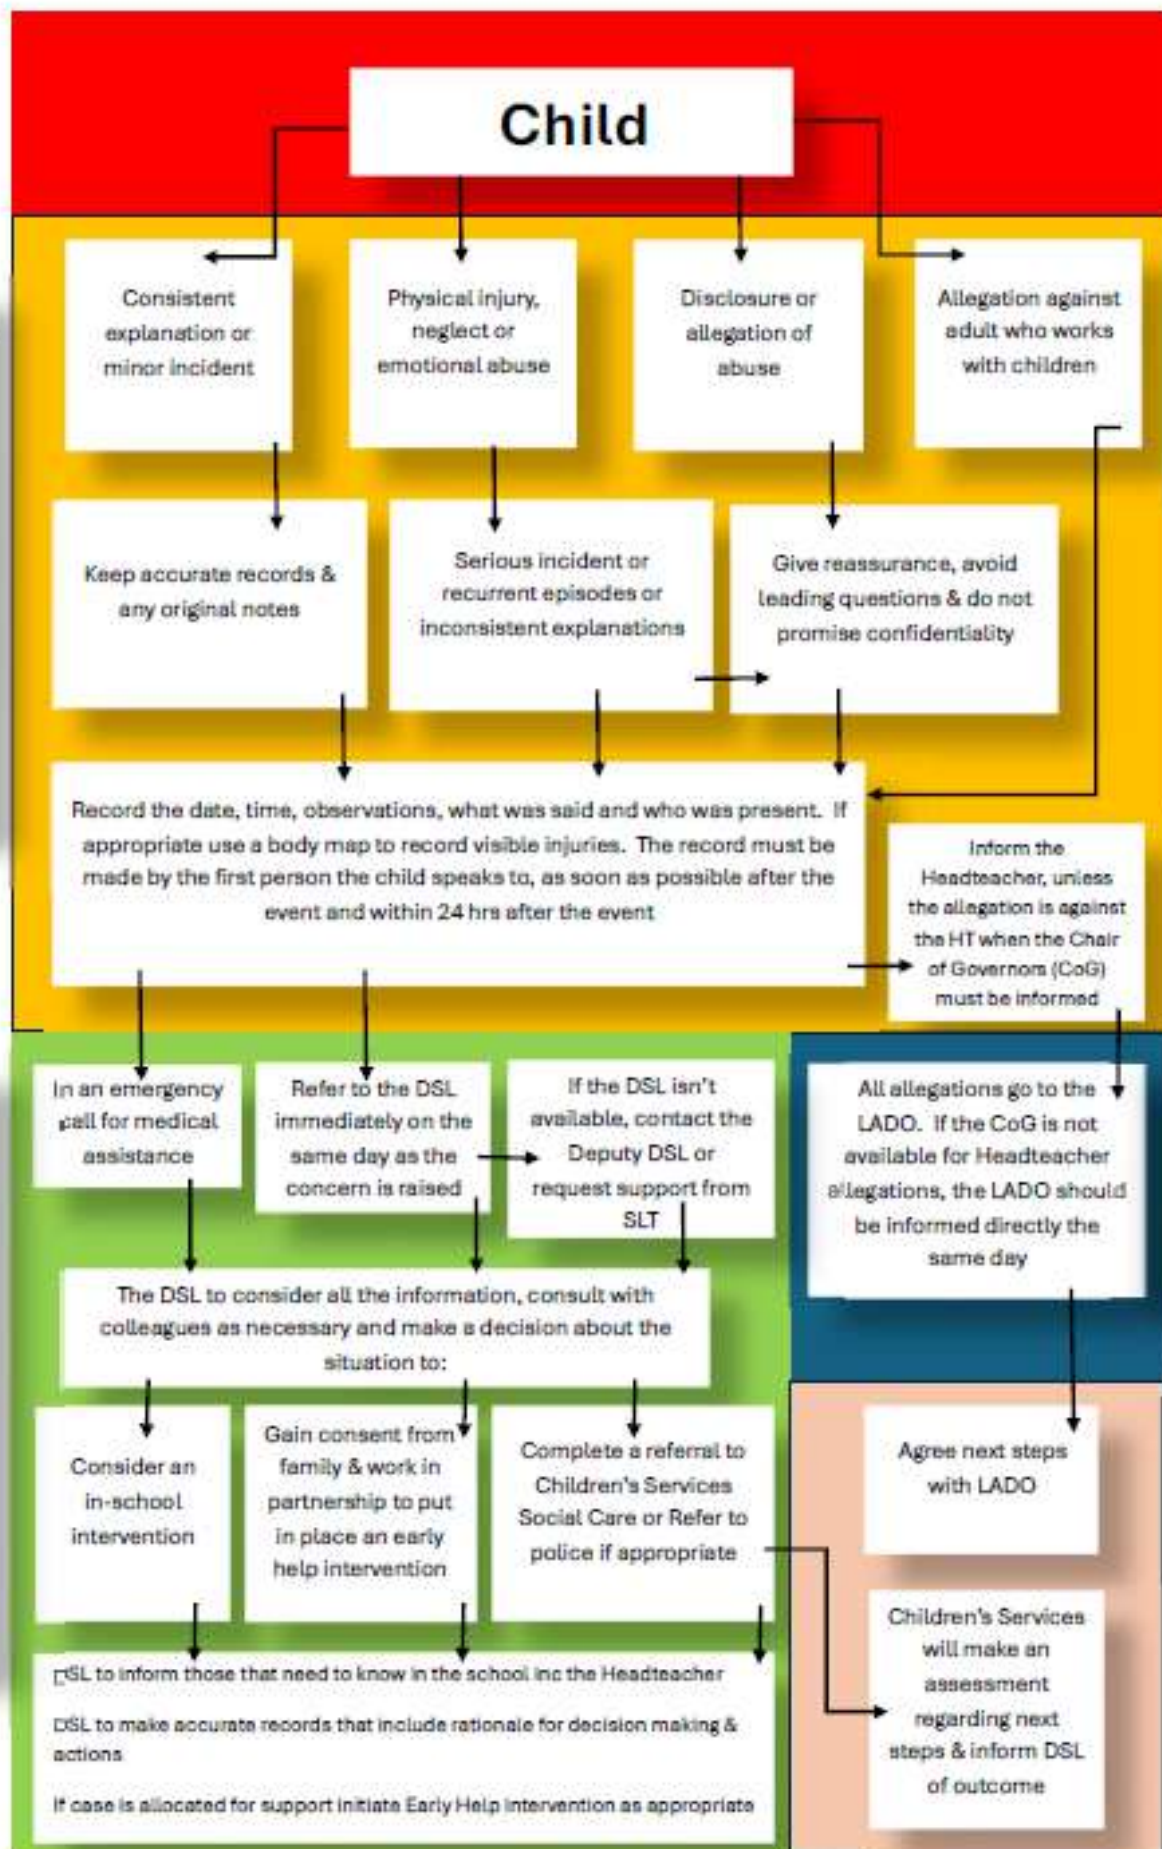 Child
Consistent
explanation or
minor incident
Physical injury,
neglect or
emotional abuse
Disclosure or
allegation of
abuse
Allegation against
adult who works
with children
Keep accurate records &
any original notes
Serious incident or
recurrent episodes or
inconsistent explanations
Give reassurance, avoid
leading questions & do not
promise confidentiality
Record the date, time, observations, what was said and who was present.  If
appropriate use a body map to record visible injuries.  The record must be
made by the first person the child speaks to, as soon as possible after the
event and within 24 hrs after the event
Inform the
Headteacher, unless
the allegation is against
the HT when the Chair
of Governors (CoG)
must be informed
In an emergency
call for medical
assistance
Refer to the DSL
immediately on the
same day as the
concern is raised
If the DSL isn't
available, contact the
Deputy DSL or
request support from
SLT
All allegations go to the
LADO.  If the CoG is not
available for Headteacher
allegations, the LADO should
be informed directly the
same day
The DSL to consider all the information, consult with
colleagues as necessary and make a decision about the
situation to:
Consider an
in-school
intervention
Gain consent from
family & work in
partnership to put
in place an early
help intervention
Complete a referral to
Children's Services
Social Care or Refer to
police if appropriate
Agree next steps
with LADO
Children's Services
will make an
assessment
regarding next
steps & inform DSL
of outcome
DSL to inform those that need to know in the school inc the Headteacher
DSL to make accurate records that include rationale for decision making &
actions
If case is allocated for support initiate Early Help Intervention as appropriate